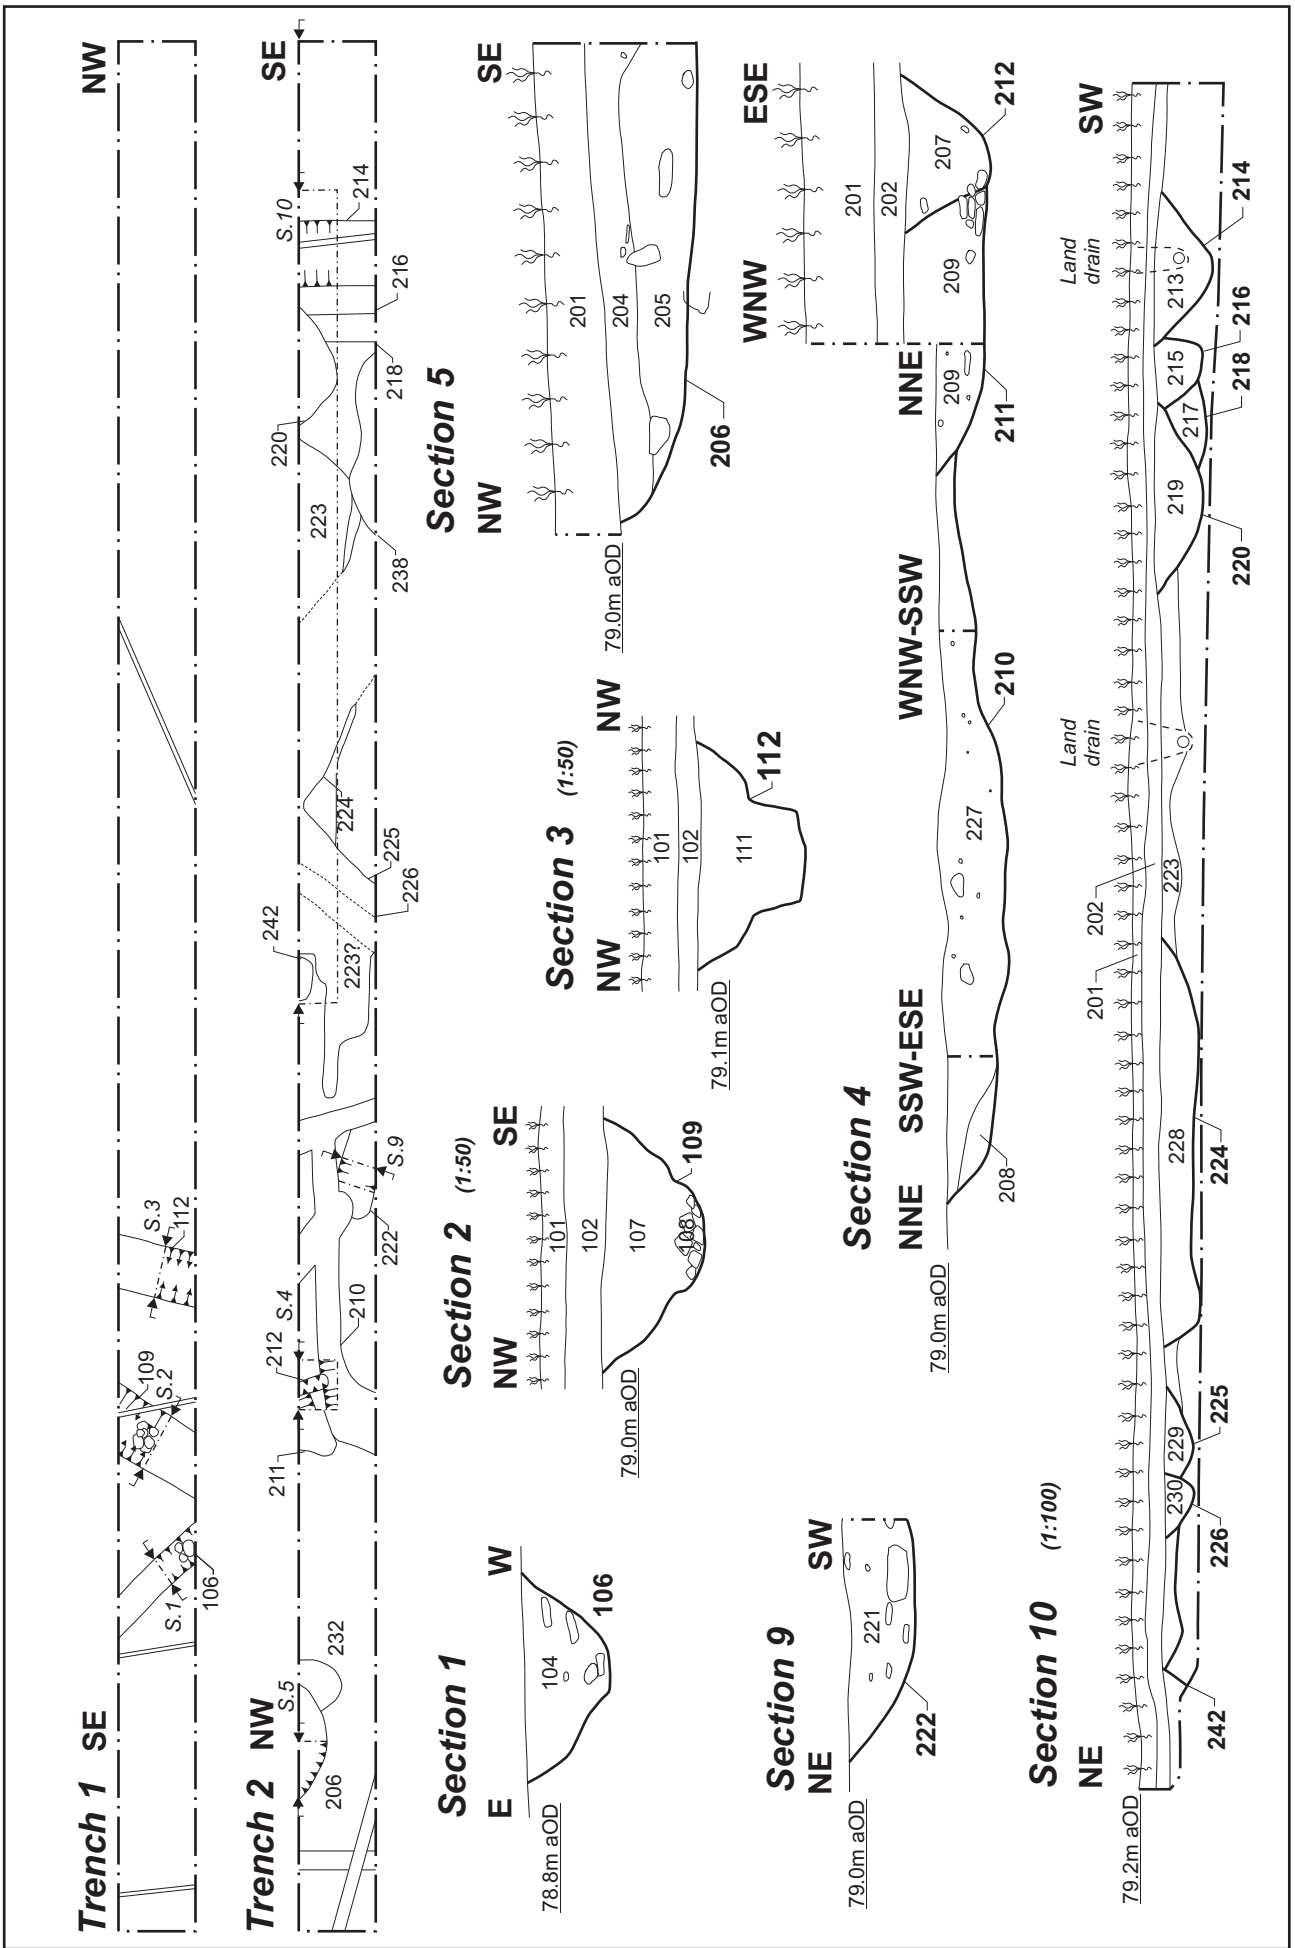 Trench 1
SE
NW
S.1
106
109
S.2
S.3
112
Trench 2
NW
SE
206
S.5
232
211
212
S.4
210
222
S.9
242
223?
226
225
224
223
238
220
218
216
S.10
214
Section 1
E
W
78.8m aOD
104
106
Section 2
(1:50)
NW
SE
79.0m aOD
101
102
107
108
109
Section 3
(1:50)
NW
NW
79.1m aOD
101
102
111
112
Section 5
NW
SE
79.0m aOD
201
204
205
206
Section 9
NE
SW
79.0m aOD
221
222
Section 4
NNE
SSW-ESE
WNW-SSW
NNE
WNW
ESE
79.0m aOD
208
227
210
209
211
209
201
202
207
212
Section 10
(1:100)
NE
SW
79.2m aOD
242
226
230
229
225
228
224
201
202
223
Land
drain
219
220
217
218
215
216
213
214
Land
drain